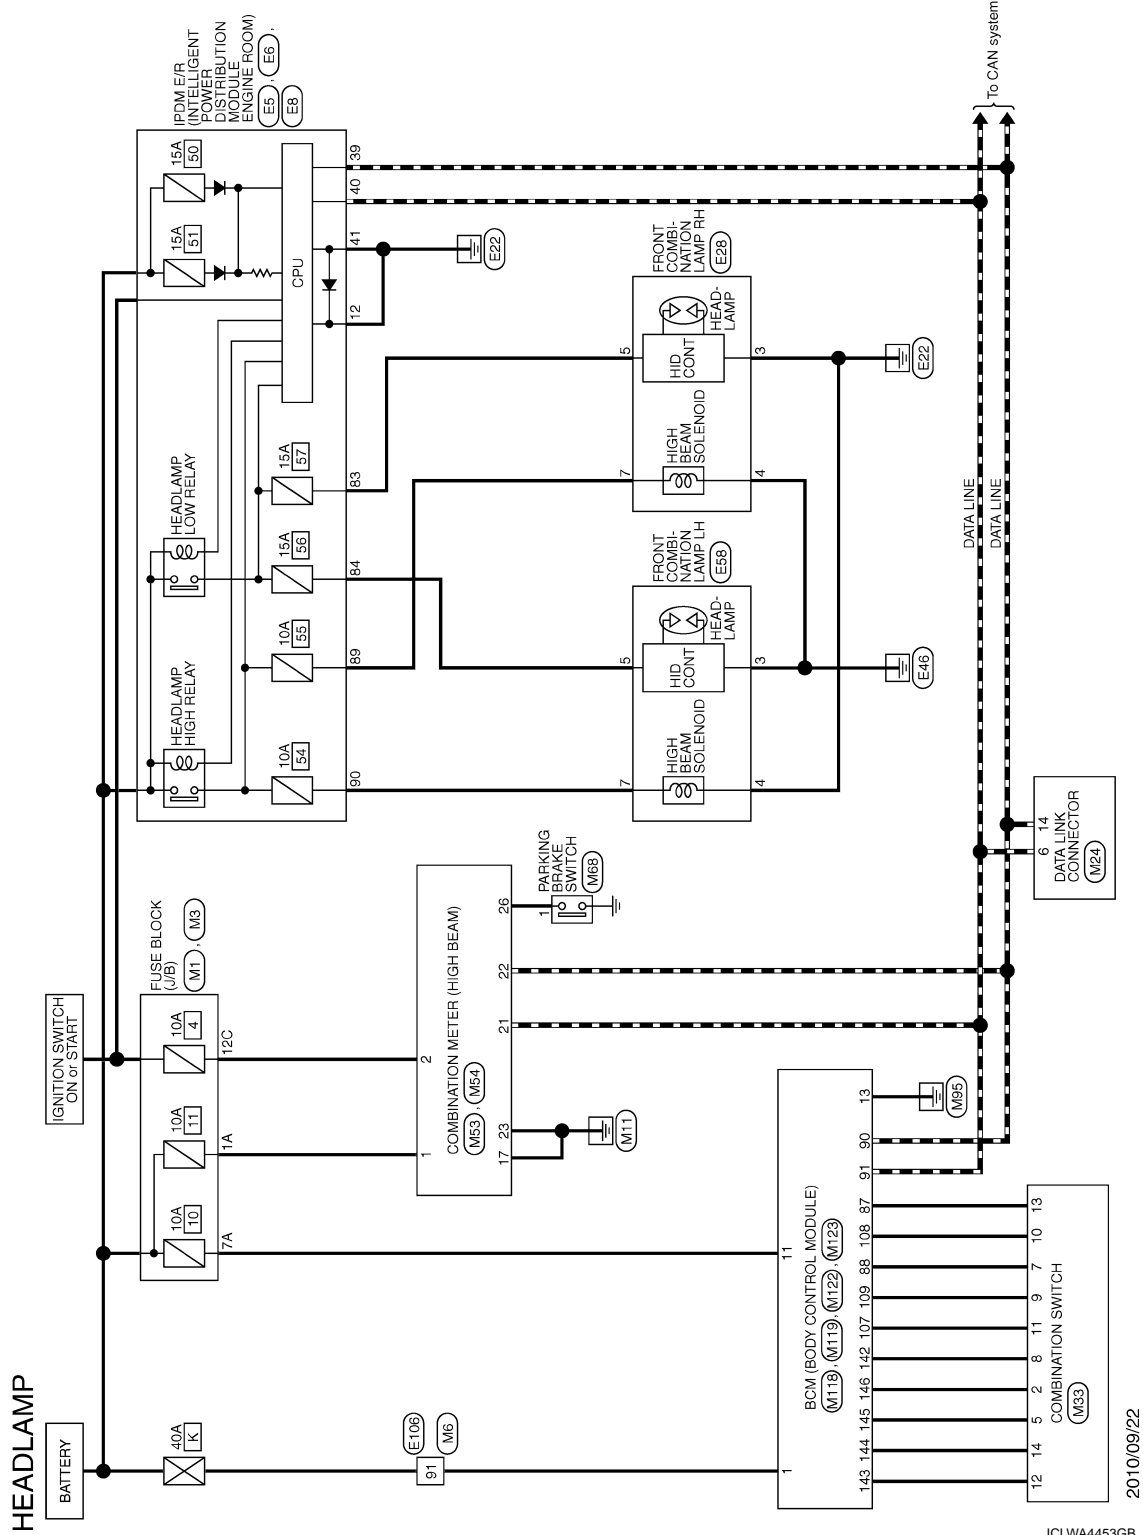 HEADLAMP
BATTERY
40A
K
E106
M6
91
IGNITION SWITCH
ON or START
FUSE BLOCK
(J/B)
M1 , M3
10A
10
7A
10A
11
1A
10A
4
12C
COMBINATION METER (HIGH BEAM)
M53 , M54
1
2
17
23
21
22
26
M11
PARKING
BRAKE
SWITCH
M68
1
IPDM E/R
(INTELLIGENT
POWER
DISTRIBUTION
MODULE
ENGINE ROOM)
E5 , E6 ,
E8
HEADLAMP
HIGH RELAY
HEADLAMP
LOW RELAY
15A
51
15A
50
CPU
10A
54
10A
55
15A
56
15A
57
90
89
84
83
12
41
40
39
E22
FRONT
COMBI-
NATION
LAMP LH
E58
7
5
HIGH
BEAM
SOLENOID
HID
CONT
HEAD-
LAMP
4
3
E46
FRONT
COMBI-
NATION
LAMP RH
E28
7
5
HIGH
BEAM
SOLENOID
HID
CONT
HEAD-
LAMP
4
3
E22
BCM (BODY CONTROL MODULE)
M118 , M119 , M122 , M123
1
11
143
144
145
146
142
107
109
88
108
87
91
90
13
M95
COMBINATION SWITCH
M33
12
14
5
2
8
11
9
7
10
13
DATA LINK
CONNECTOR
M24
6
14
DATA LINE
DATA LINE
To CAN system
2010/09/22
JCLWA4453GB